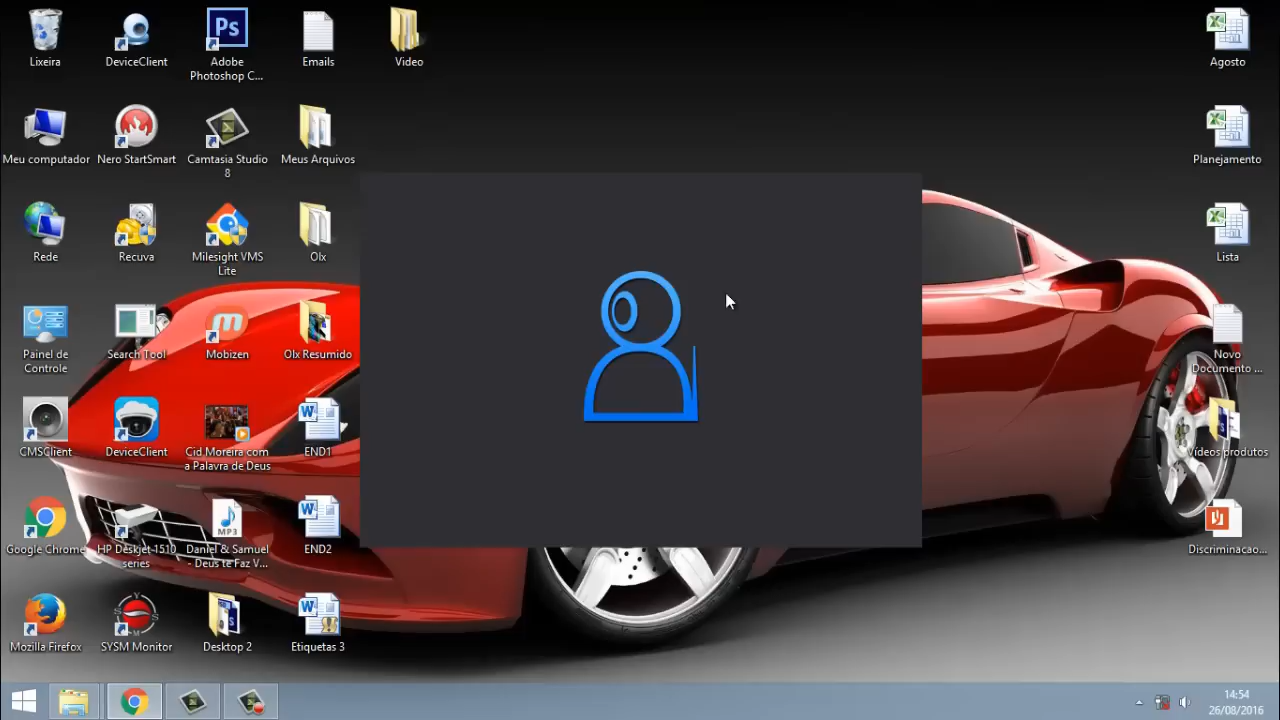 Lixeira
DeviceClient
Ps
Adobe
Photoshop C...
Emails
Video
Agosto
Meu computador
Nero StartSmart
Camtasia Studio
8
Meus Arquivos
Planejamento
Rede
Recuva
Milesight VMS
Lite
Olx
Lista
Painel de
Controle
Search Tool
Mobizen
Olx Resumido
Novo
Documento ...
CMSClient
DeviceClient
Cid Moreira com
a Palavra de Deus
END1
Vídeos produtos
Google Chrome
HP Deskjet 1510
series
MP3
Daniel & Samuel
- Deus te Faz V...
END2
Discriminacao...
Mozilla Firefox
SYSM Monitor
Desktop 2
Etiquetas 3
14:54
26/08/2016